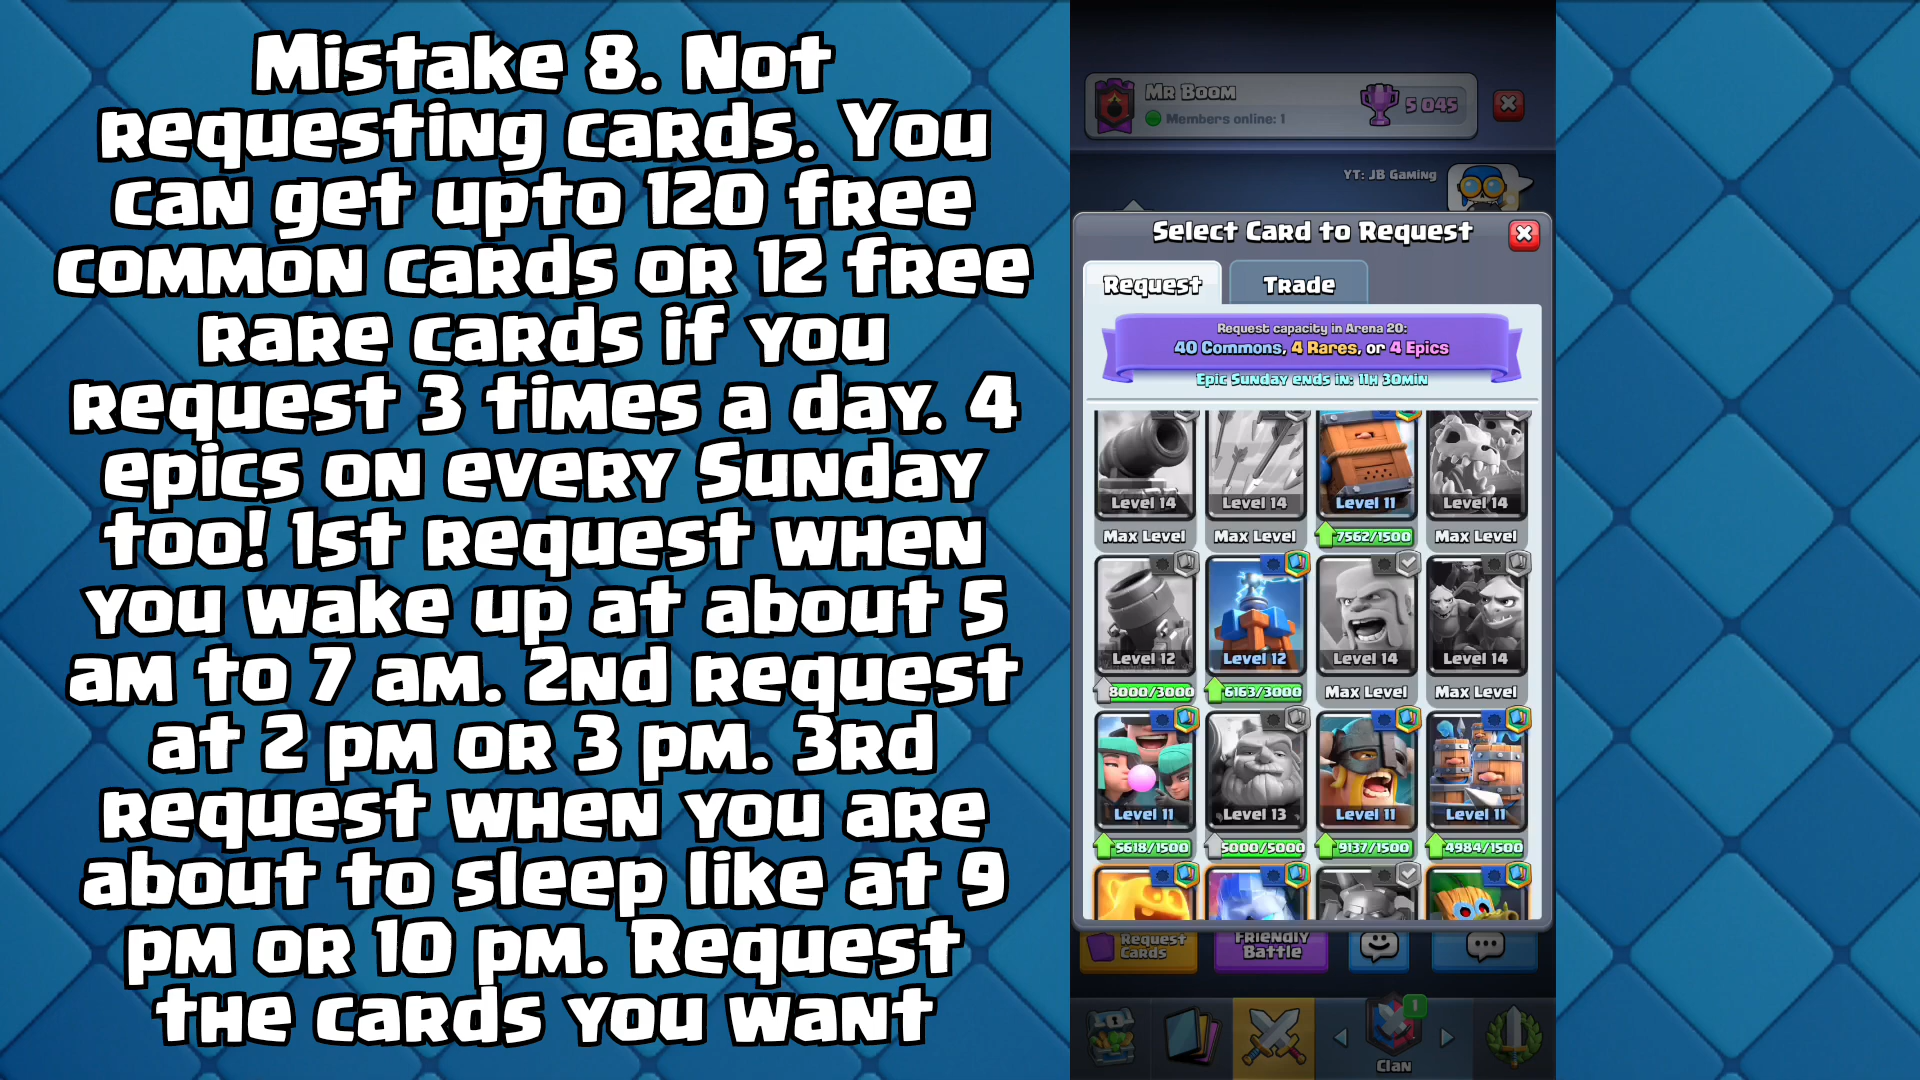 Mistake 8. Not
requesting cards. You
can get upto 120 free
common cards or 12 free
rare cards if you
request 3 times a day. 4
epics on every Sunday
too! 1st request when
you wake up at about 5
am to 7 am. 2nd request
at 2 pm or 3 pm. 3rd
request when you are
about to sleep like at 9
pm or 10 pm. Request
the cards you want
Mr Boom
5 045
Members online: 1
YT: JB Gaming
Select Card to Request
Request Trade
Request capacity in Arena 20:
40 Commons, 4 Rares, or 4 Epics
Epic Sunday ends in: 11h 30min
Level 14 Level 14 Level 11 Level 14
Max Level Max Level 7562/1500 Max Level
Level 12 Level 12 Level 14 Level 14
8000/3000 6163/3000 Max Level Max Level
Level 11 Level 13 Level 11 Level 11
5618/1500 5000/5000 9137/1500 4984/1500
Request
Cards
Friendly
Battle
1
Clan